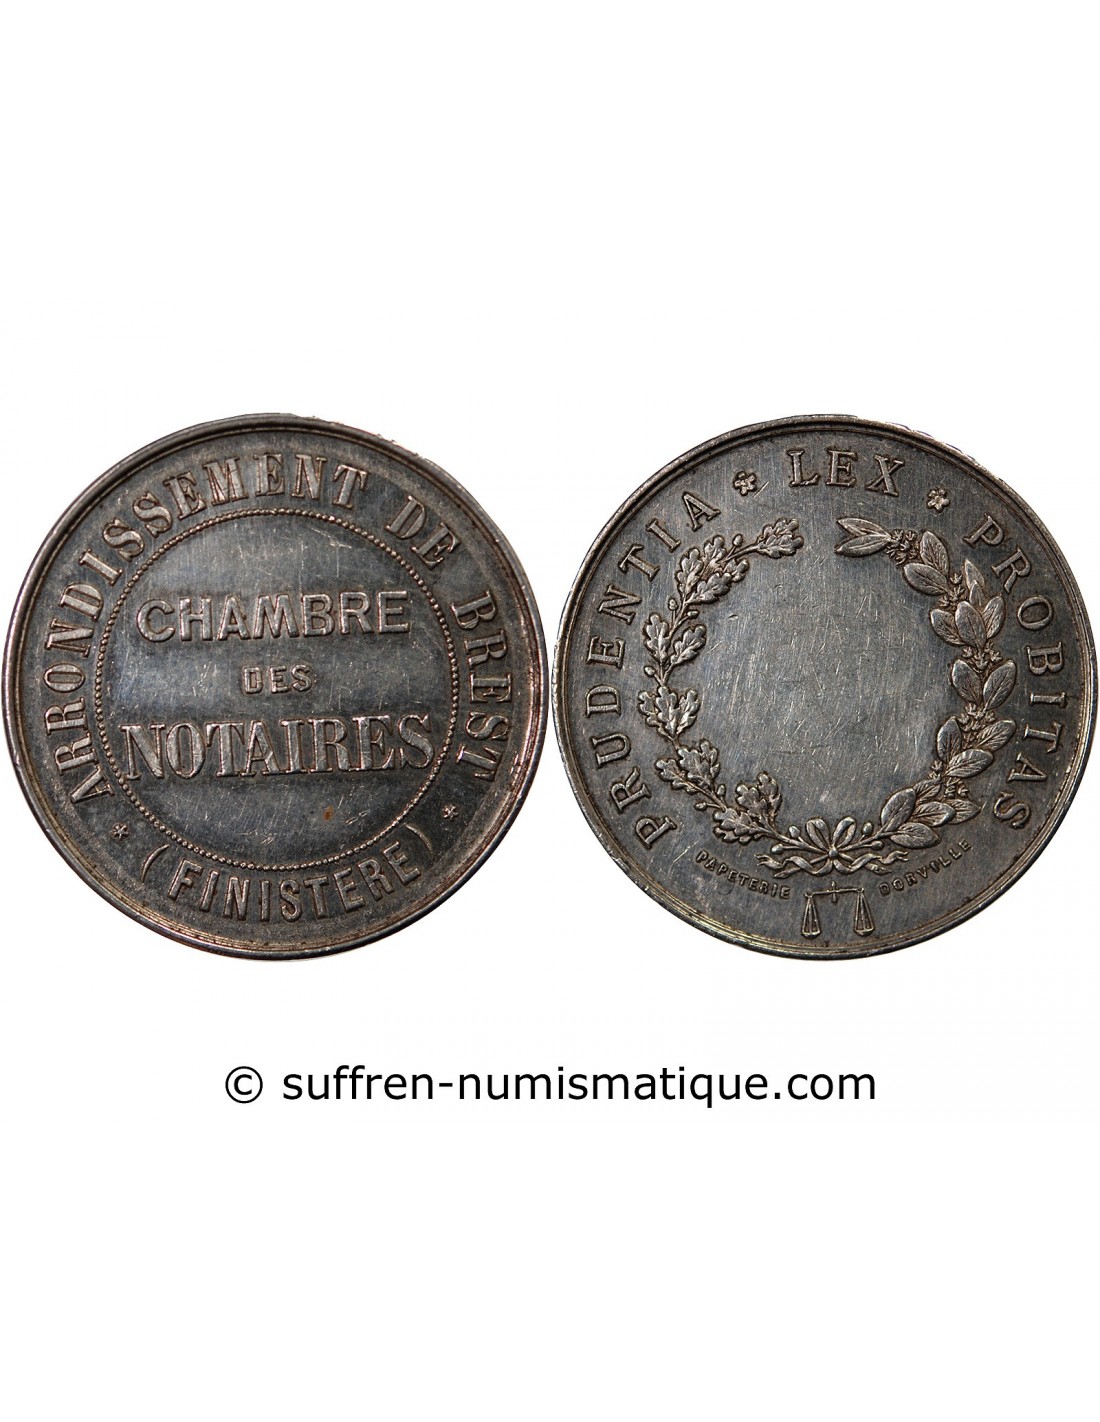 ARRONDISSEMENT DE BREST
* (FINISTERE) *
CHAMBRE
DES
NOTAIRES
PRUDENTIA * LEX * PROBITAS
PAPETERIE DORVILLE
© suffren-numismatique.com